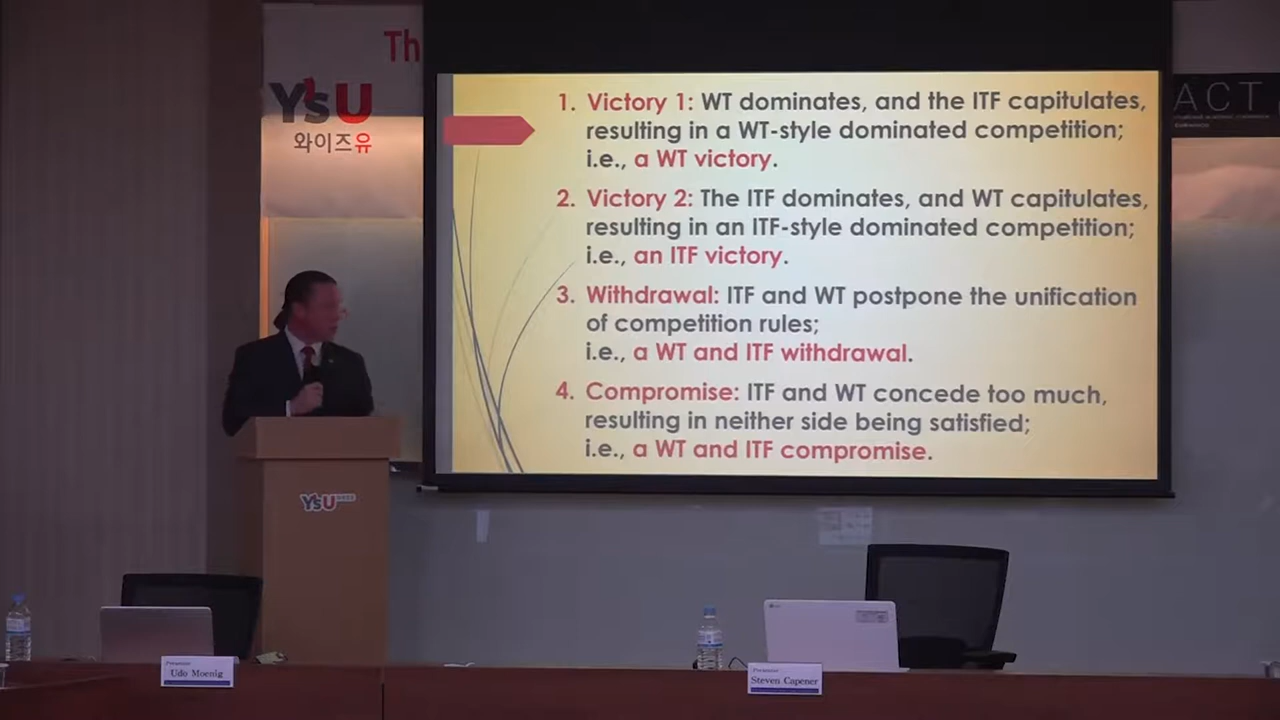 Th
YsU
와이즈유
1. Victory 1: WT dominates, and the ITF capitulates,
resulting in a WT-style dominated competition;
i.e., a WT victory.
2. Victory 2: The ITF dominates, and WT capitulates,
resulting in an ITF-style dominated competition;
i.e., an ITF victory.
3. Withdrawal: ITF and WT postpone the unification
of competition rules;
i.e., a WT and ITF withdrawal.
4. Compromise: ITF and WT concede too much,
resulting in neither side being satisfied;
i.e., a WT and ITF compromise.
ACT
YsU
Presenter
Udo Moenig
Presenter
Steven Capener